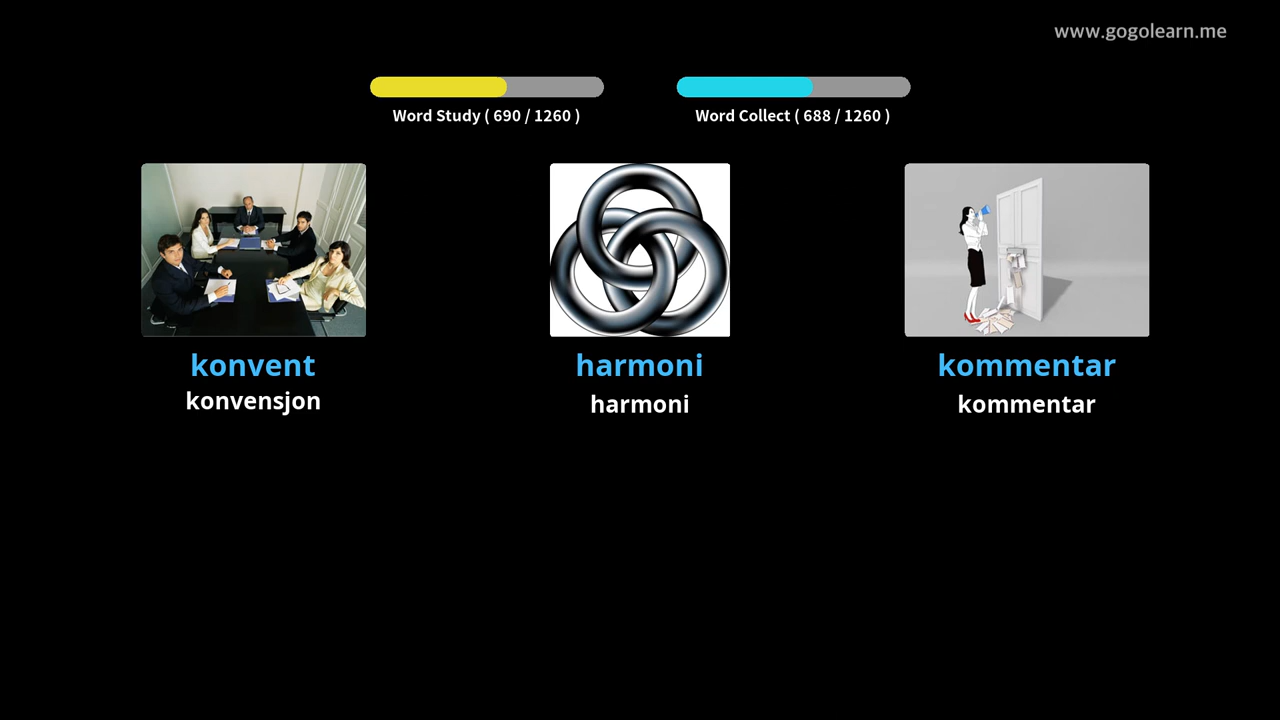 www.gogolearn.me
Word Study ( 690 / 1260 )
Word Collect ( 688 / 1260 )
konvent
harmoni
kommentar
konvensjon
harmoni
kommentar